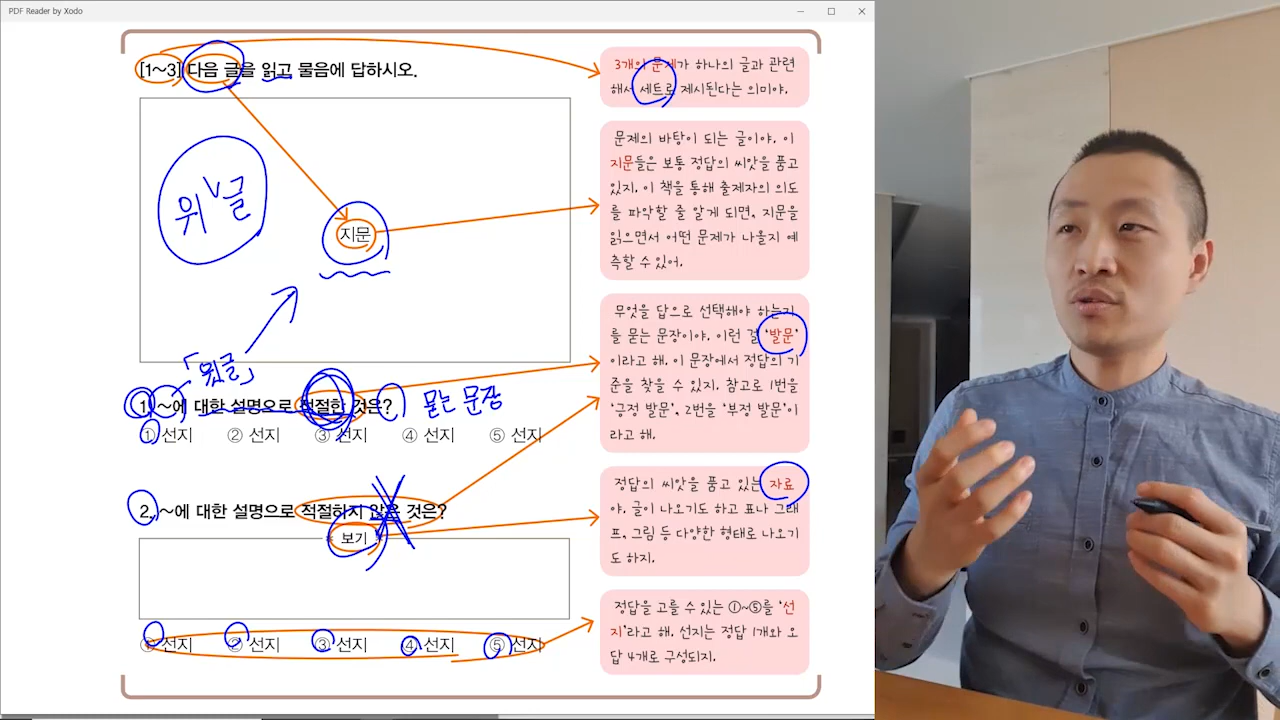 PDF Reader by Xodo
[1~3] 다음 글을 읽고 물음에 답하시오.
위∨글
지문
「윗글」
1. ~에 대한 설명으로 적절한 것은?
묻는 문장
① 선지 ② 선지 ③ 선지 ④ 선지 ⑤ 선지
2. ~에 대한 설명으로 적절하지 않은 것은?
보기
① 선지 ② 선지 ③ 선지 ④ 선지 ⑤ 선지
3개의 문제가 하나의 글과 관련
해서 세트로 제시된다는 의미야.
문제의 바탕이 되는 글이야. 이
지문들은 보통 정답의 씨앗을 품고
있지. 이 책을 통해 출제자의 의도
를 파악할 줄 알게 되면, 지문을
읽으면서 어떤 문제가 나올지 예
측할 수 있어.
무엇을 답으로 선택해야 하는지
를 묻는 문장이야. 이런 걸 ‘발문’
이라고 해. 이 문장에서 정답의 기
준을 찾을 수 있지. 참고로 1번을
‘긍정 발문’, 2번을 ‘부정 발문’이
라고 해.
정답의 씨앗을 품고 있는 자료
야. 글이 나오기도 하고 표나 그래
프, 그림 등 다양한 형태로 나오기
도 하지.
정답을 고를 수 있는 ①~⑤를 ‘선
지’라고 해. 선지는 정답 1개와 오
답 4개로 구성되지.